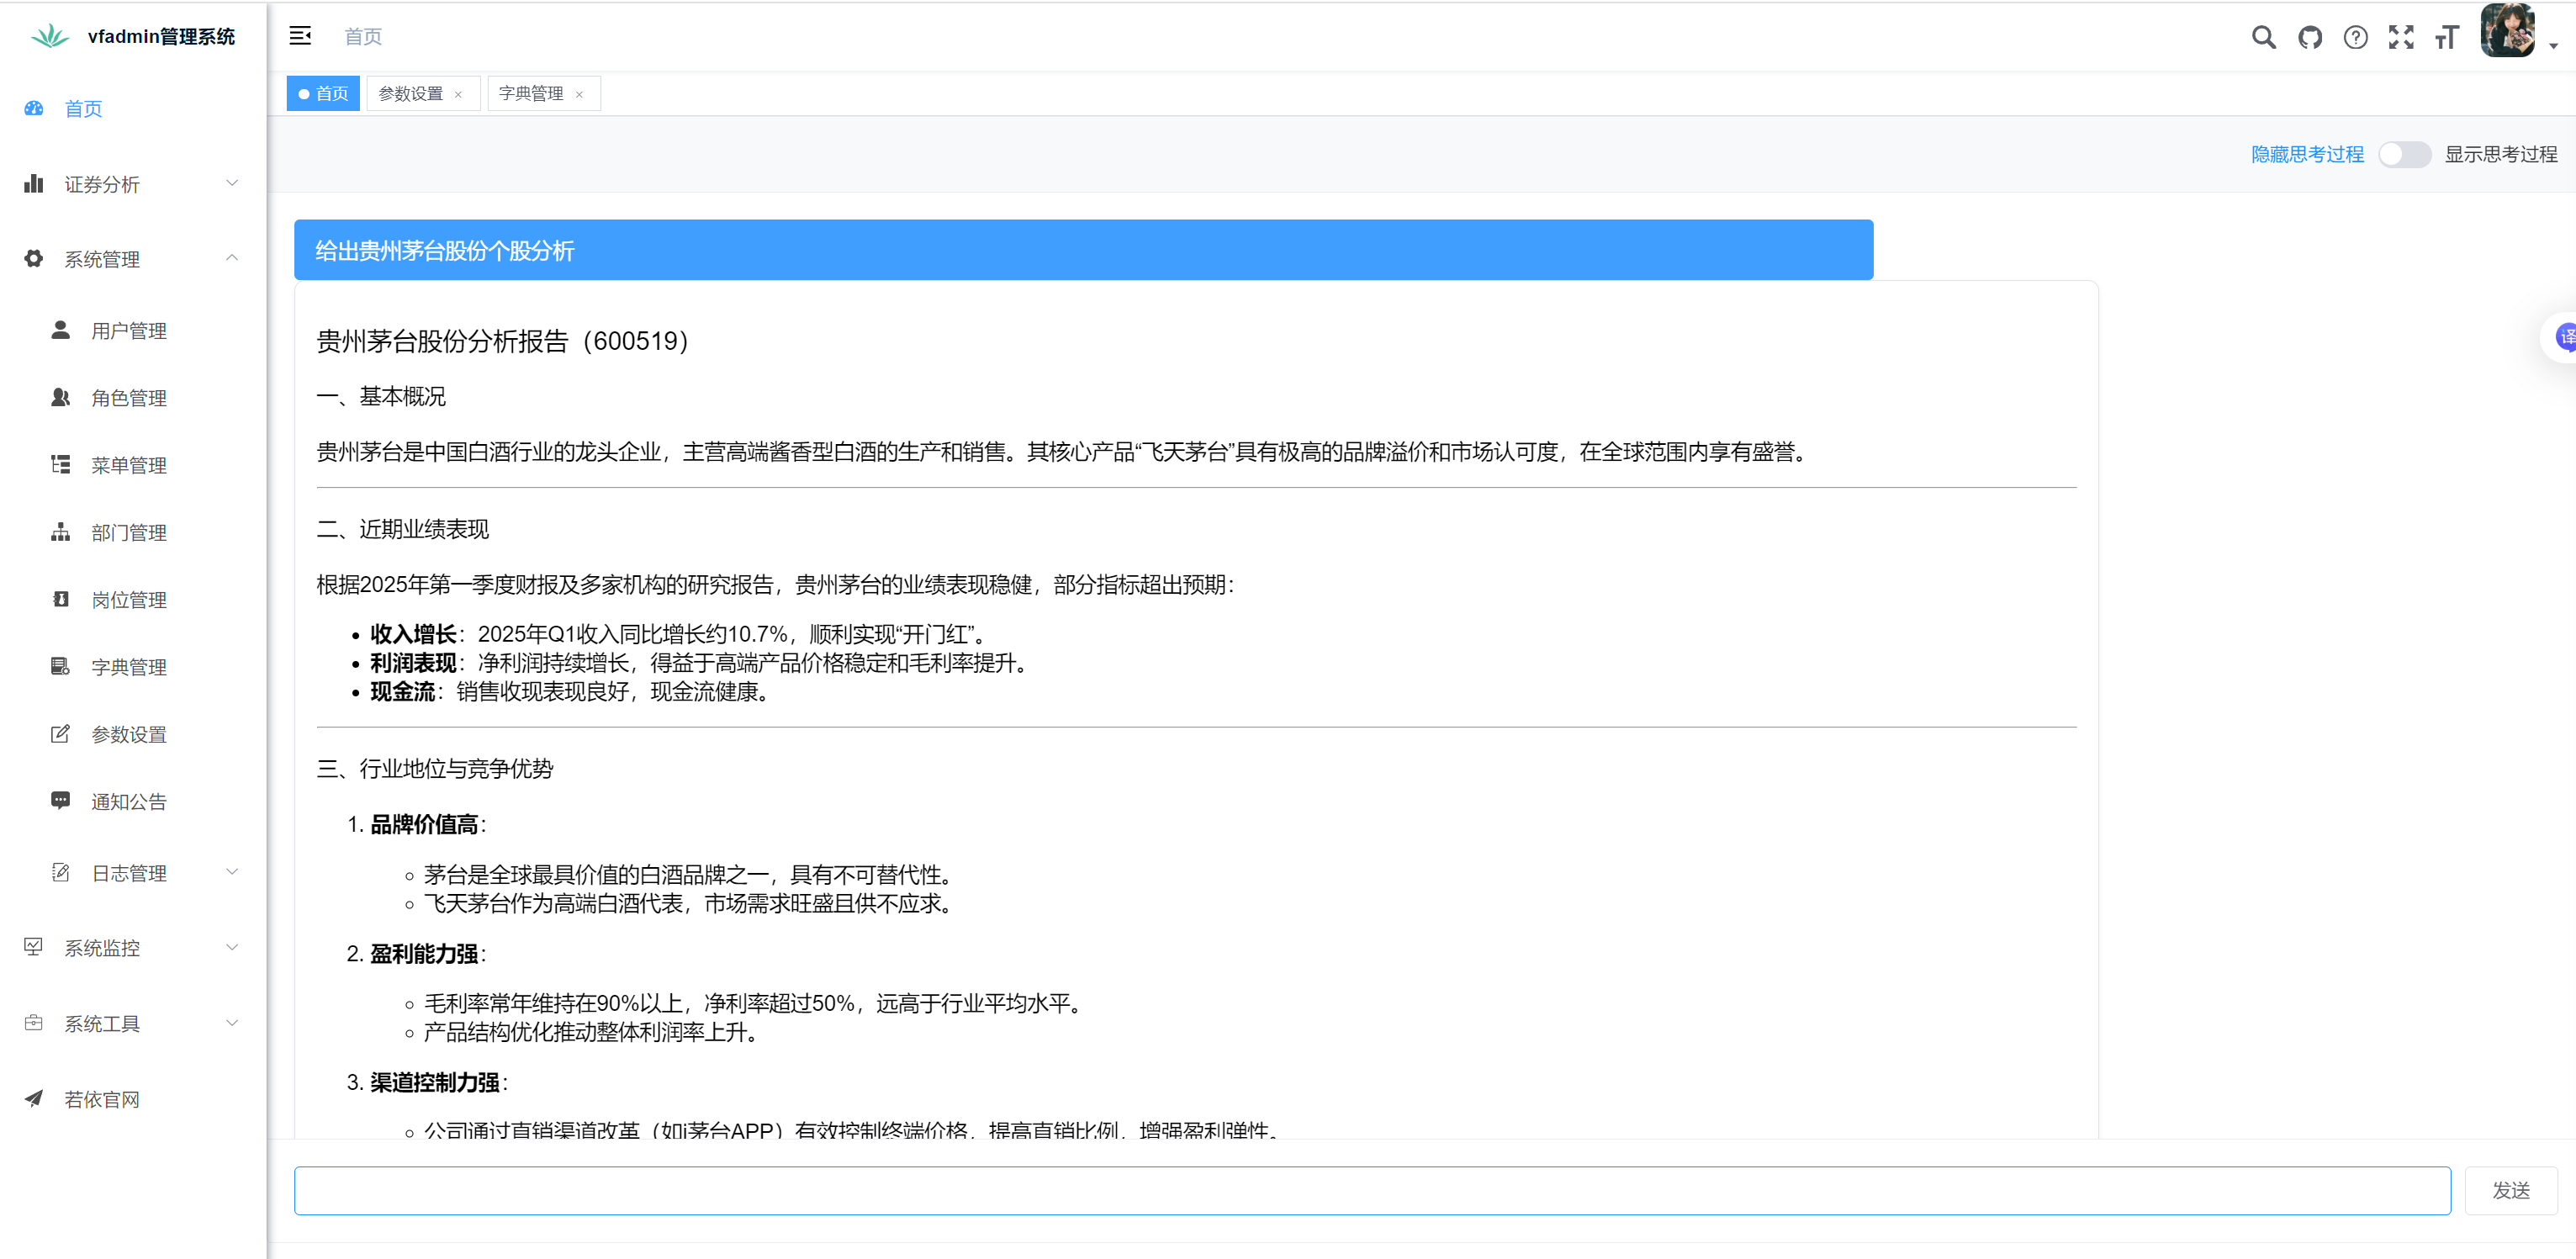 vfadmin管理系统
首页
证券分析
系统管理
用户管理
角色管理
菜单管理
部门管理
岗位管理
字典管理
参数设置
通知公告
日志管理
系统监控
系统工具
若依官网
首页
首页
参数设置 ×
字典管理 ×
隐藏思考过程
显示思考过程
给出贵州茅台股份个股分析
贵州茅台股份分析报告（600519）
一、基本概况
贵州茅台是中国白酒行业的龙头企业，主营高端酱香型白酒的生产和销售。其核心产品“飞天茅台”具有极高的品牌溢价和市场认可度，在全球范围内享有盛誉。
二、近期业绩表现
根据2025年第一季度财报及多家机构的研究报告，贵州茅台的业绩表现稳健，部分指标超出预期：
• 收入增长：2025年Q1收入同比增长约10.7%，顺利实现“开门红”。
• 利润表现：净利润持续增长，得益于高端产品价格稳定和毛利率提升。
• 现金流：销售收现表现良好，现金流健康。
三、行业地位与竞争优势
1. 品牌价值高：
○ 茅台是全球最具价值的白酒品牌之一，具有不可替代性。
○ 飞天茅台作为高端白酒代表，市场需求旺盛且供不应求。
2. 盈利能力强：
○ 毛利率常年维持在90%以上，净利率超过50%，远高于行业平均水平。
○ 产品结构优化推动整体利润率上升。
3. 渠道控制力强：
○ 公司通过直销渠道改革（如i茅台APP）有效控制终端价格，提高直销比例，增强盈利弹性。
发送
译